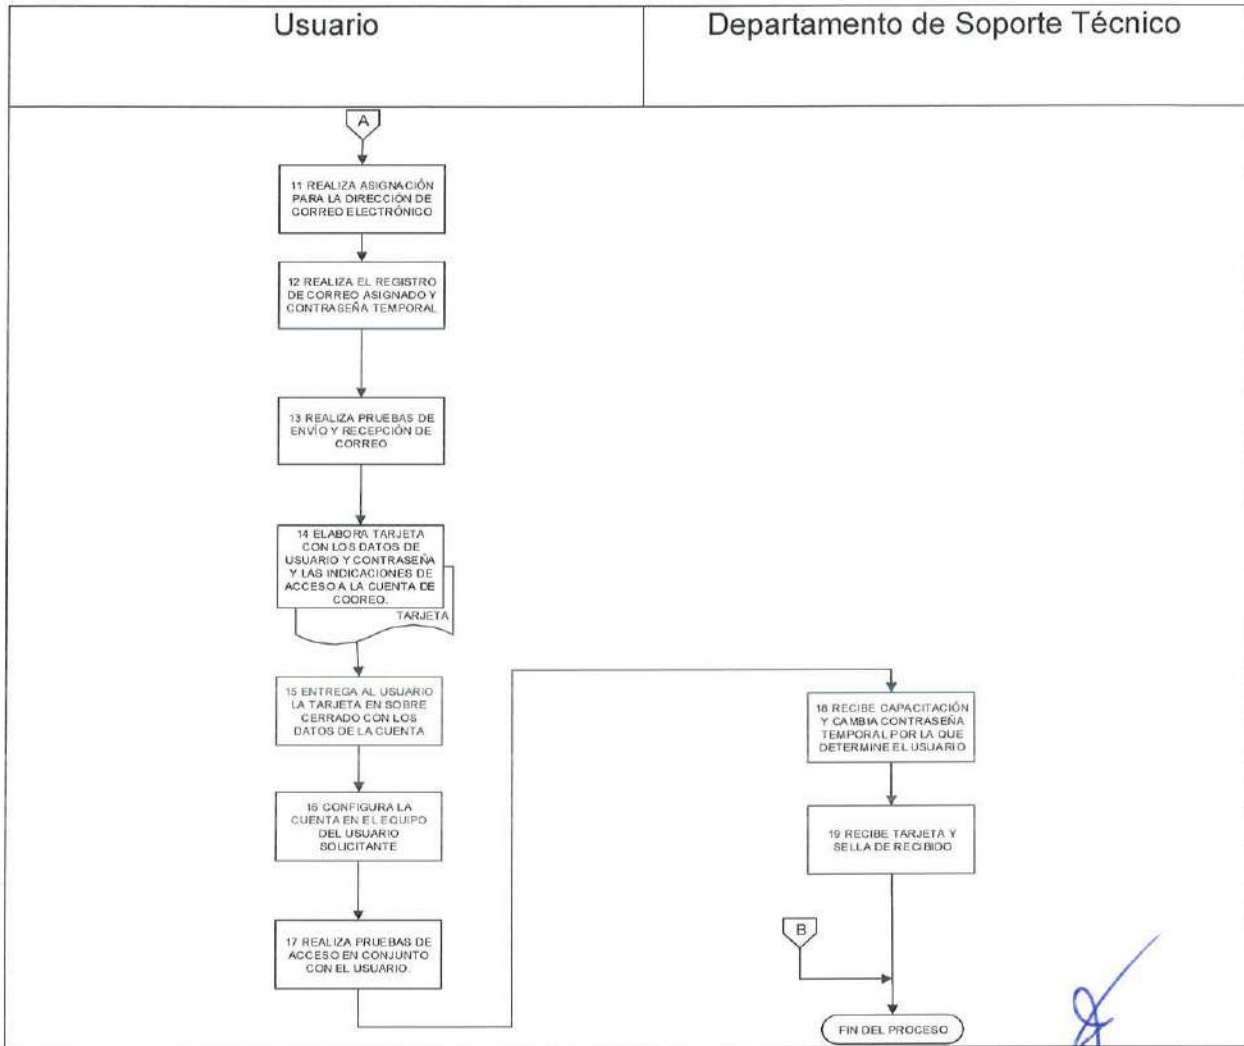 Usuario
Departamento de Soporte Técnico
A
11 REALIZA ASIGNACIÓN
PARA LA DIRECCIÓN DE
CORREO ELECTRÓNICO
12 REALIZA EL REGISTRO
DE CORREO ASIGNADO Y
CONTRASEÑA TEMPORAL
13 REALIZA PRUEBAS DE
ENVÍO Y RECEPCIÓN DE
CORREO
14 ELABORA TARJETA
CON LOS DATOS DE
USUARIO Y CONTRASEÑA
Y LAS INDICACIONES DE
ACCESO A LA CUENTA DE
COOREO.
TARJETA
15 ENTREGA AL USUARIO
LA TARJETA EN SOBRE
CERRADO CON LOS
DATOS DE LA CUENTA
16 CONFIGURA LA
CUENTA EN EL EQUIPO
DEL USUARIO
SOLICITANTE
17 REALIZA PRUEBAS DE
ACCESO EN CONJUNTO
CON EL USUARIO.
18 RECIBE CAPACITACIÓN
Y CAMBIA CONTRASEÑA
TEMPORAL POR LA QUE
DETERMINE EL USUARIO
19 RECIBE TARJETA Y
SELLA DE RECIBIDO
B
FIN DEL PROCESO